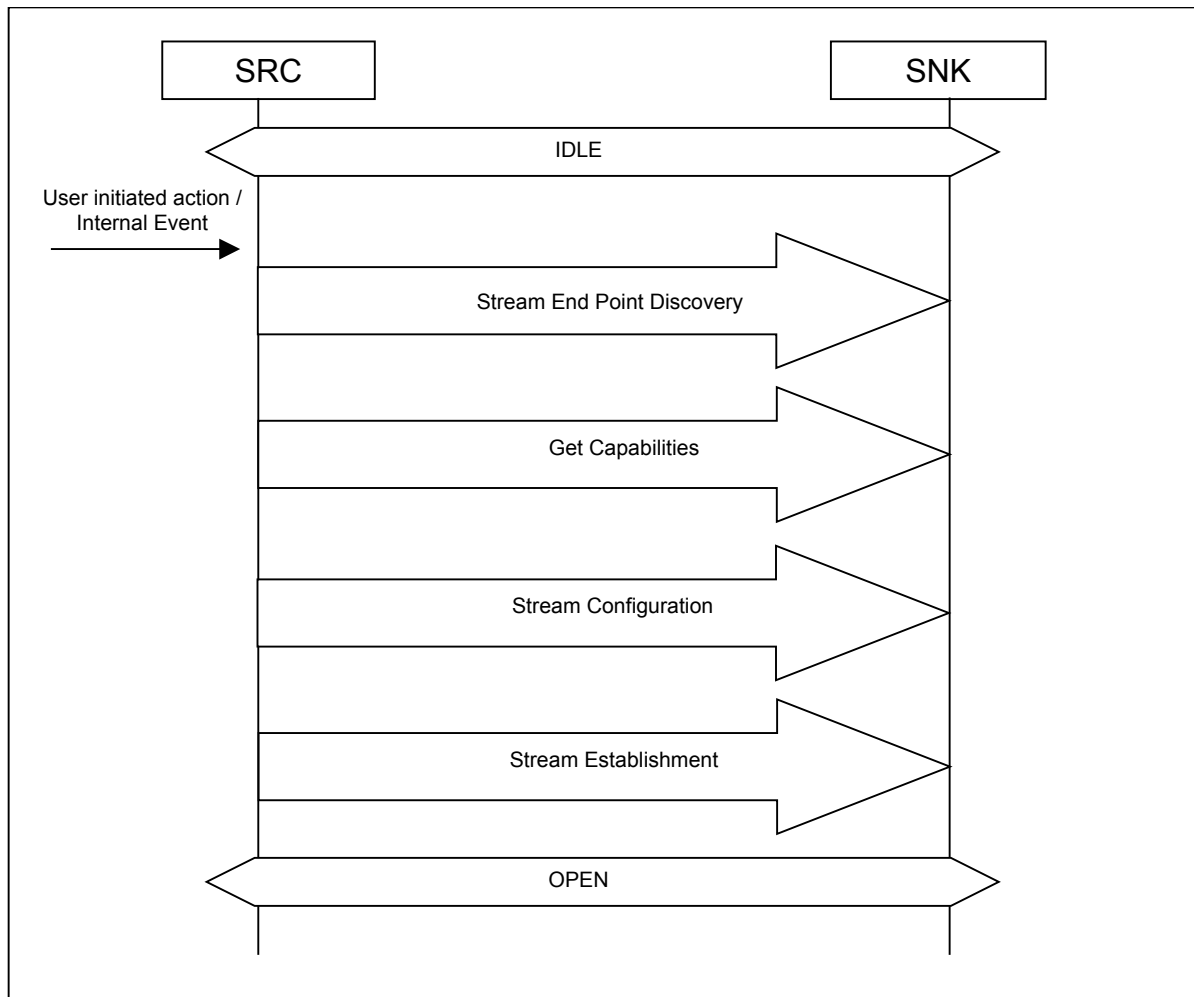 SRC
SNK
IDLE
User initiated action /
Internal Event
Stream End Point Discovery
Get Capabilities
Stream Configuration
Stream Establishment
OPEN